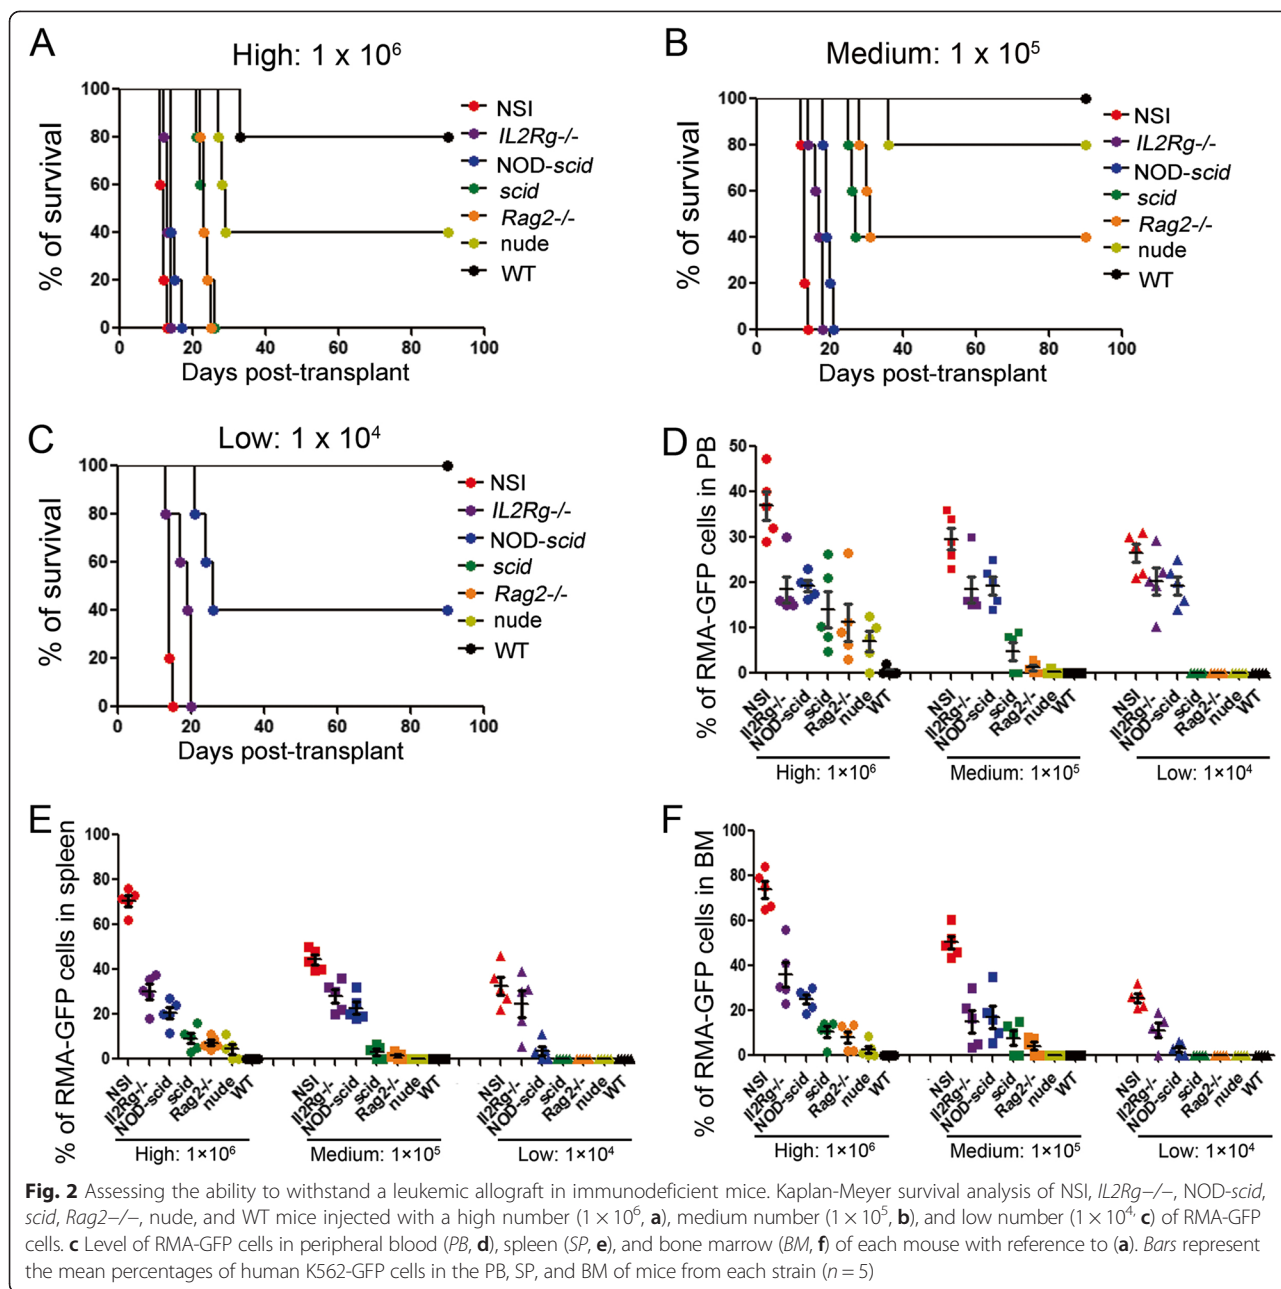 A
High: 1 x 10⁶
% of survival
100
80
60
40
20
0
0 20 40 60 80 100
Days post-transplant
NSI
IL2Rg-/-
NOD-scid
scid
Rag2-/-
nude
WT
B
Medium: 1 x 10⁵
% of survival
100
80
60
40
20
0
0 20 40 60 80 100
Days post-transplant
NSI
IL2Rg-/-
NOD-scid
scid
Rag2-/-
nude
WT
C
Low: 1 x 10⁴
% of survival
100
80
60
40
20
0
0 20 40 60 80 100
Days post-transplant
NSI
IL2Rg-/-
NOD-scid
scid
Rag2-/-
nude
WT
D
% of RMA-GFP cells in PB
50
40
30
20
10
0
NSI Il2Rg-/- NOD-scid scid Rag2-/- nude WT NSI Il2Rg-/- NOD-scid scid Rag2-/- nude WT NSI Il2Rg-/- NOD-scid scid Rag2-/- nude WT
High: 1×10⁶ Medium: 1×10⁵ Low: 1×10⁴
E
% of RMA-GFP cells in spleen
100
80
60
40
20
0
NSI Il2Rg-/- NOD-scid scid Rag2-/- nude WT NSI Il2Rg-/- NOD-scid scid Rag2-/- nude WT NSI Il2Rg-/- NOD-scid scid Rag2-/- nude WT
High: 1×10⁶ Medium: 1×10⁵ Low: 1×10⁴
F
% of RMA-GFP cells in BM
100
80
60
40
20
0
NSI Il2Rg-/- NOD-scid scid Rag2-/- nude WT NSI Il2Rg-/- NOD-scid scid Rag2-/- nude WT NSI Il2Rg-/- NOD-scid scid Rag2-/- nude WT
High: 1×10⁶ Medium: 1×10⁵ Low: 1×10⁴
Fig. 2 Assessing the ability to withstand a leukemic allograft in immunodeficient mice. Kaplan-Meyer survival analysis of NSI, IL2Rg−/−, NOD-scid,
scid, Rag2−/−, nude, and WT mice injected with a high number (1 × 10⁶, a), medium number (1 × 10⁵, b), and low number (1 × 10⁴, c) of RMA-GFP
cells. c Level of RMA-GFP cells in peripheral blood (PB, d), spleen (SP, e), and bone marrow (BM, f) of each mouse with reference to (a). Bars represent
the mean percentages of human K562-GFP cells in the PB, SP, and BM of mice from each strain (n = 5)